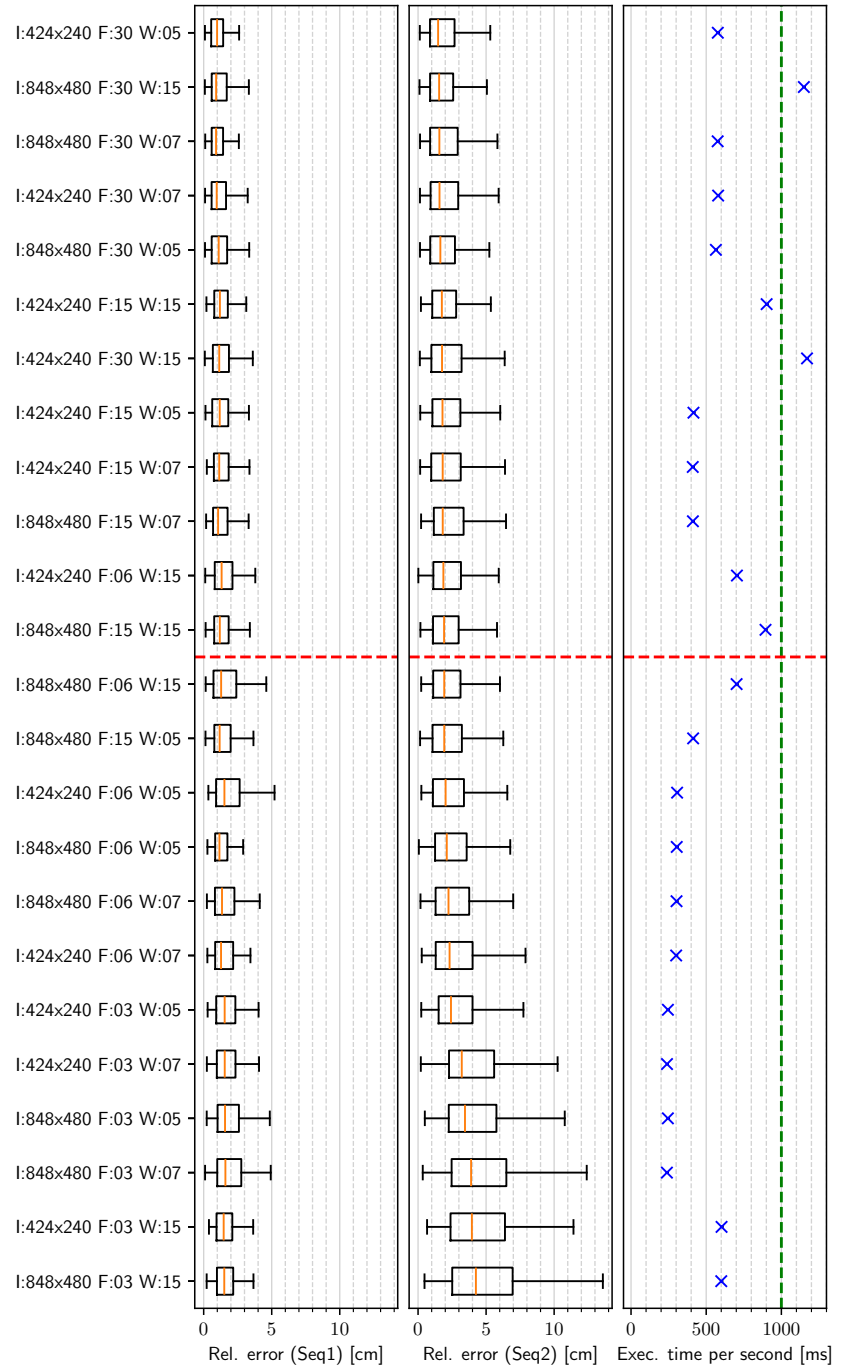 I:424x240 F:30 W:05
I:848x480 F:30 W:15
I:848x480 F:30 W:07
I:424x240 F:30 W:07
I:848x480 F:30 W:05
I:424x240 F:15 W:15
I:424x240 F:30 W:15
I:424x240 F:15 W:05
I:424x240 F:15 W:07
I:848x480 F:15 W:07
I:424x240 F:06 W:15
I:848x480 F:15 W:15
I:848x480 F:06 W:15
I:848x480 F:15 W:05
I:424x240 F:06 W:05
I:848x480 F:06 W:05
I:848x480 F:06 W:07
I:424x240 F:06 W:07
I:424x240 F:03 W:05
I:424x240 F:03 W:07
I:848x480 F:03 W:05
I:848x480 F:03 W:07
I:424x240 F:03 W:15
I:848x480 F:03 W:15
0 5 10 0 5 10 0 500 1000
Rel. error (Seq1) [cm] Rel. error (Seq2) [cm] Exec. time per second [ms]